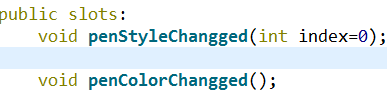 public slots:
void penStyleChangged(int index=0);
void penColorChangged();